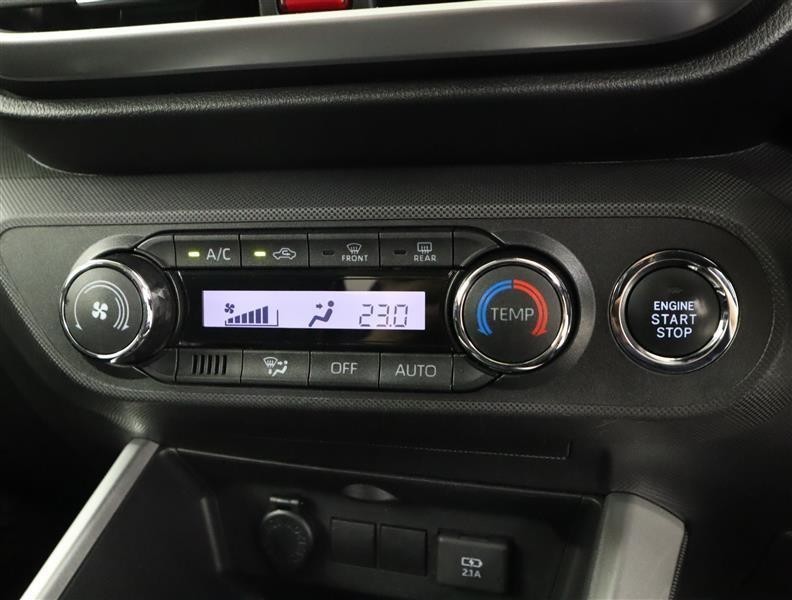 A/C
FRONT
REAR
23.0
TEMP
ENGINE
START
STOP
OFF
AUTO
2.1A